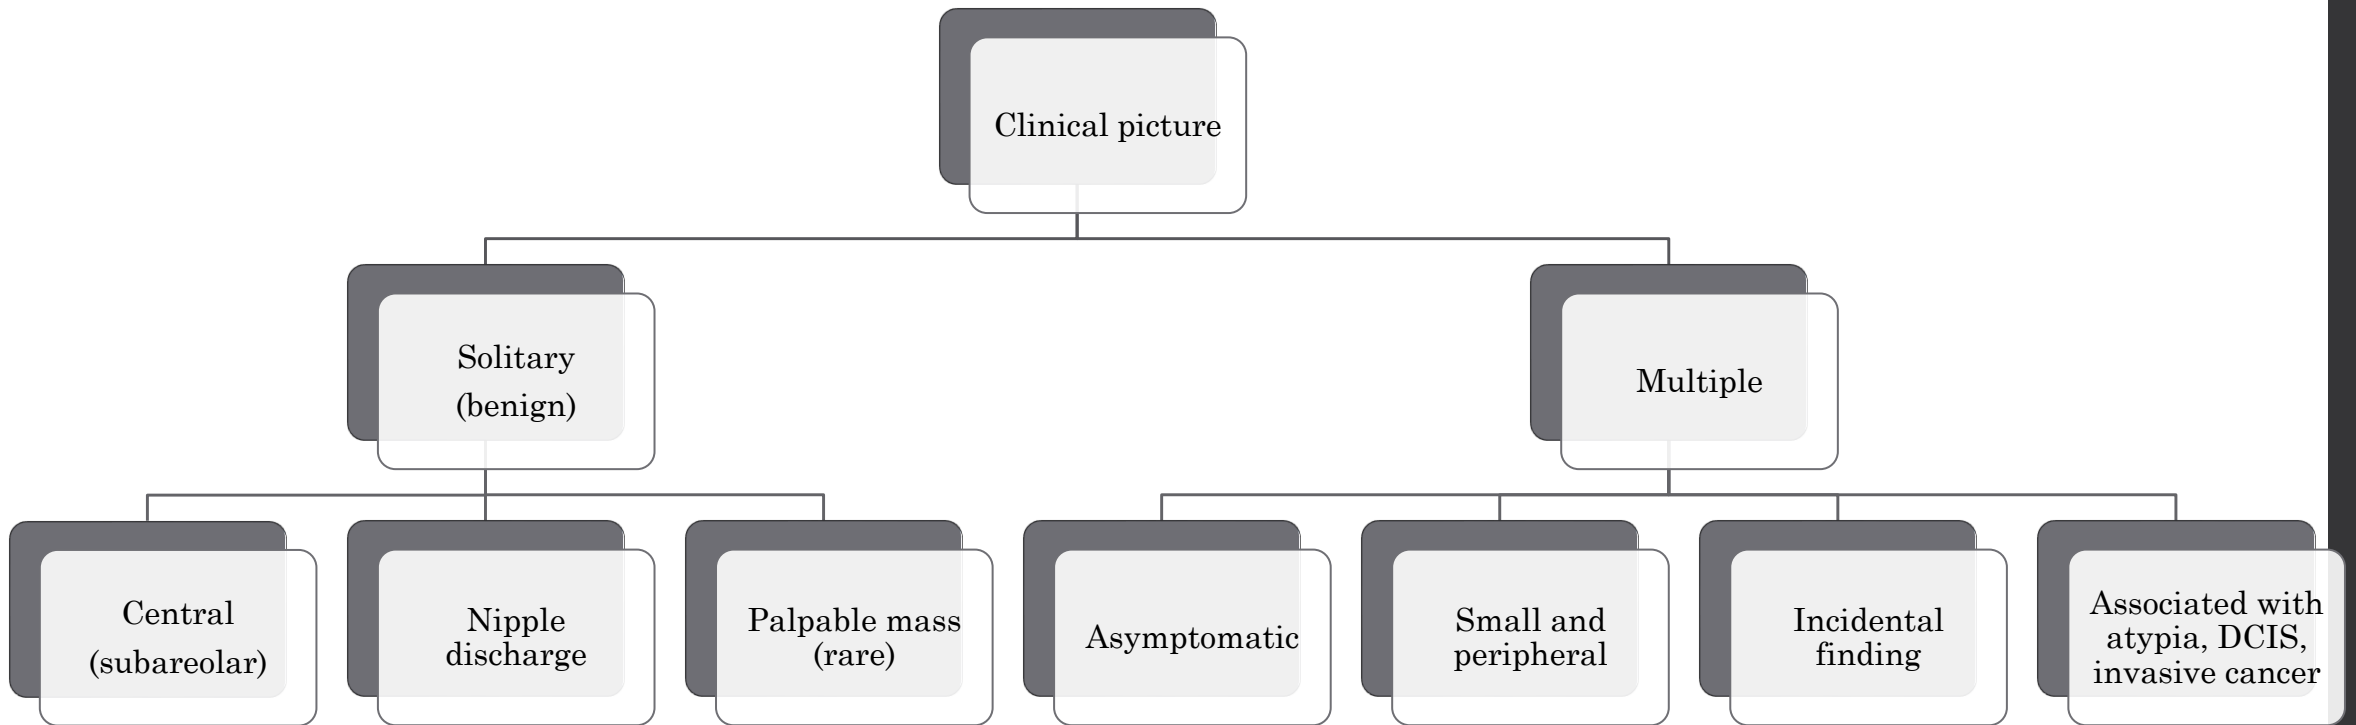 Clinical picture
Solitary
(benign)
Multiple
Central
(subareolar)
Nipple
discharge
Palpable mass
(rare)
Asymptomatic
Small and
peripheral
Incidental
finding
Associated with
atypia, DCIS,
invasive cancer